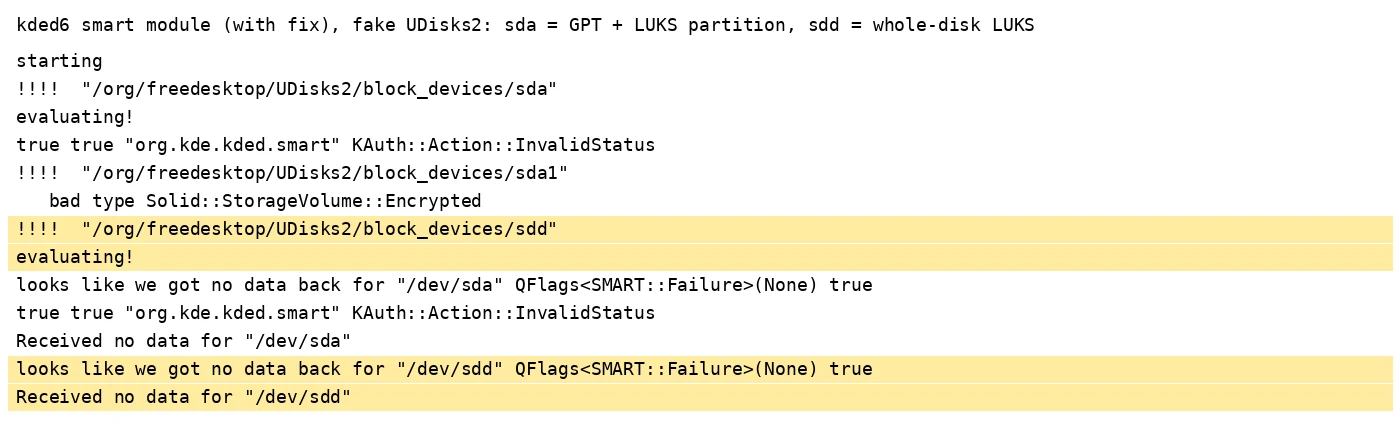 kded6 smart module (with fix), fake UDisks2: sda = GPT + LUKS partition, sdd = whole-disk LUKS
starting
!!!!  "/org/freedesktop/UDisks2/block_devices/sda"
evaluating!
true true "org.kde.kded.smart" KAuth::Action::InvalidStatus
!!!!  "/org/freedesktop/UDisks2/block_devices/sda1"
   bad type Solid::StorageVolume::Encrypted
!!!!  "/org/freedesktop/UDisks2/block_devices/sdd"
evaluating!
looks like we got no data back for "/dev/sda" QFlags<SMART::Failure>(None) true
true true "org.kde.kded.smart" KAuth::Action::InvalidStatus
Received no data for "/dev/sda"
looks like we got no data back for "/dev/sdd" QFlags<SMART::Failure>(None) true
Received no data for "/dev/sdd"